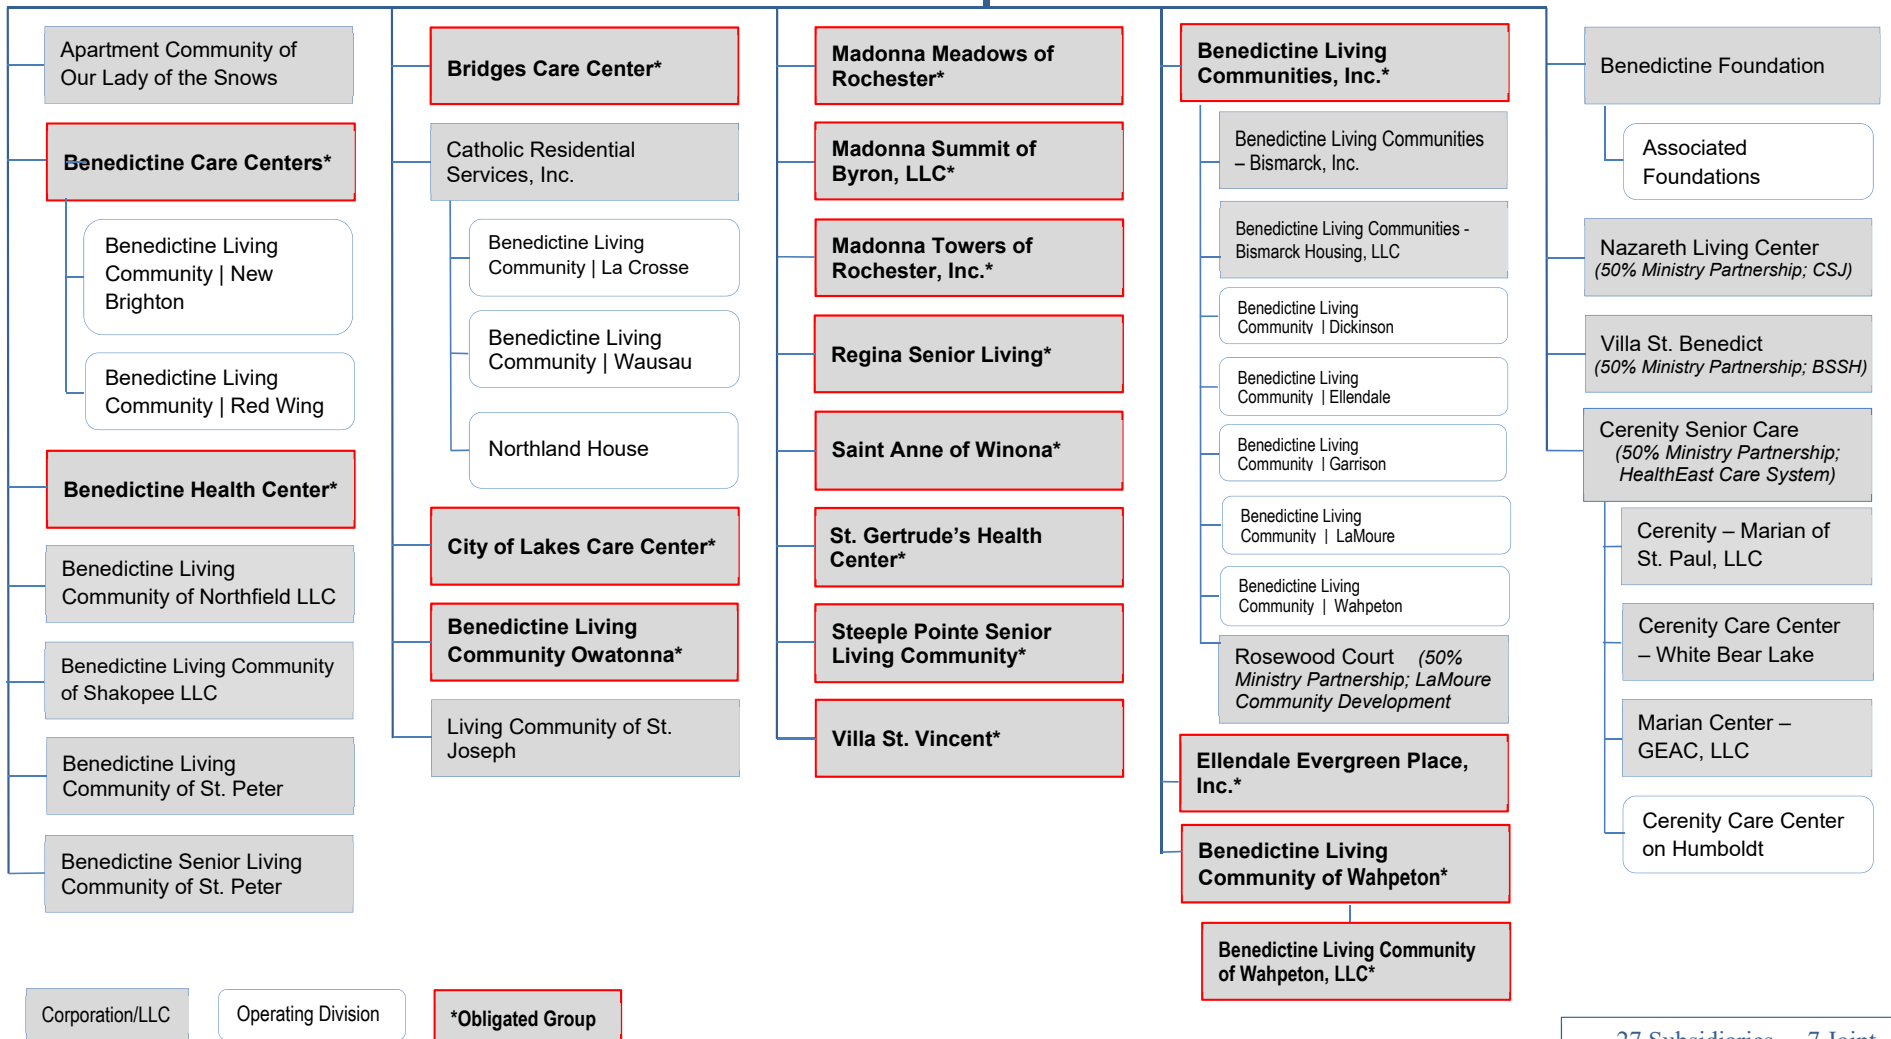 Apartment Community of
Our Lady of the Snows
Benedictine Care Centers*
Benedictine Living
Community | New
Brighton
Benedictine Living
Community | Red Wing
Benedictine Health Center*
Benedictine Living
Community of Northfield LLC
Benedictine Living Community
of Shakopee LLC
Benedictine Living
Community of St. Peter
Benedictine Senior Living
Community of St. Peter
Bridges Care Center*
Catholic Residential
Services, Inc.
Benedictine Living
Community | La Crosse
Benedictine Living
Community | Wausau
Northland House
City of Lakes Care Center*
Benedictine Living
Community Owatonna*
Living Community of St.
Joseph
Madonna Meadows of
Rochester*
Madonna Summit of
Byron, LLC*
Madonna Towers of
Rochester, Inc.*
Regina Senior Living*
Saint Anne of Winona*
St. Gertrude's Health
Center*
Steeple Pointe Senior
Living Community*
Villa St. Vincent*
Benedictine Living
Communities, Inc.*
Benedictine Living Communities
– Bismarck, Inc.
Benedictine Living Communities -
Bismarck Housing, LLC
Benedictine Living
Community | Dickinson
Benedictine Living
Community | Ellendale
Benedictine Living
Community | Garrison
Benedictine Living
Community | LaMoure
Benedictine Living
Community | Wahpeton
Rosewood Court (50%
Ministry Partnership; LaMoure
Community Development
Ellendale Evergreen Place,
Inc.*
Benedictine Living
Community of Wahpeton*
Benedictine Living Community
of Wahpeton, LLC*
Benedictine Foundation
Associated
Foundations
Nazareth Living Center
(50% Ministry Partnership; CSJ)
Villa St. Benedict
(50% Ministry Partnership; BSSH)
Cerenity Senior Care
(50% Ministry Partnership;
HealthEast Care System)
Cerenity – Marian of
St. Paul, LLC
Cerenity Care Center
– White Bear Lake
Marian Center –
GEAC, LLC
Cerenity Care Center
on Humboldt
Corporation/LLC
Operating Division
*Obligated Group
27 Subsidiaries 7 Joint